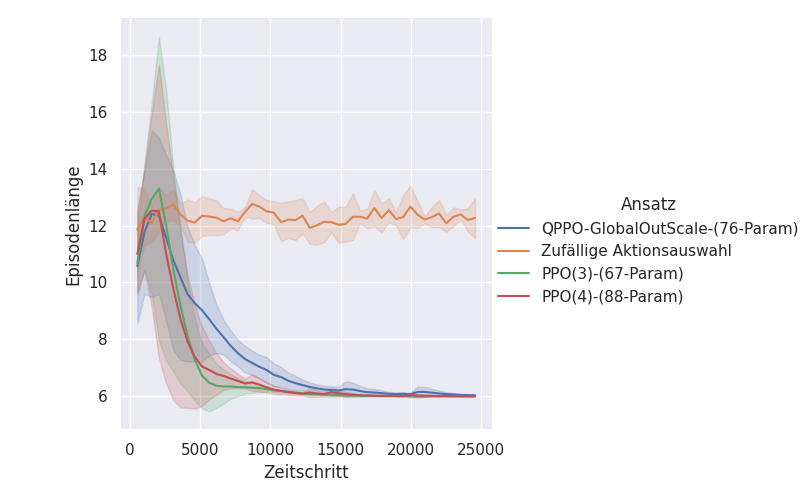 18
16
14
12
10
8
6
Episodenlänge
0
5000
10000
15000
20000
25000
Zeitschritt
Ansatz
QPPO-GlobalOutScale-(76-Param)
Zufällige Aktionsauswahl
PPO(3)-(67-Param)
PPO(4)-(88-Param)